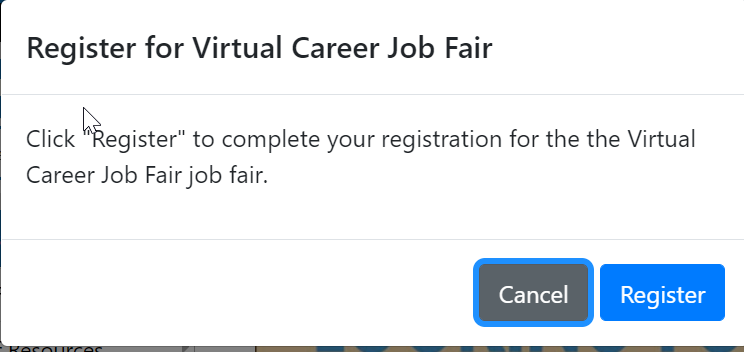 Register for Virtual Career Job Fair
Click "Register" to complete your registration for the the Virtual
Career Job Fair job fair.
Cancel
Register
Resources